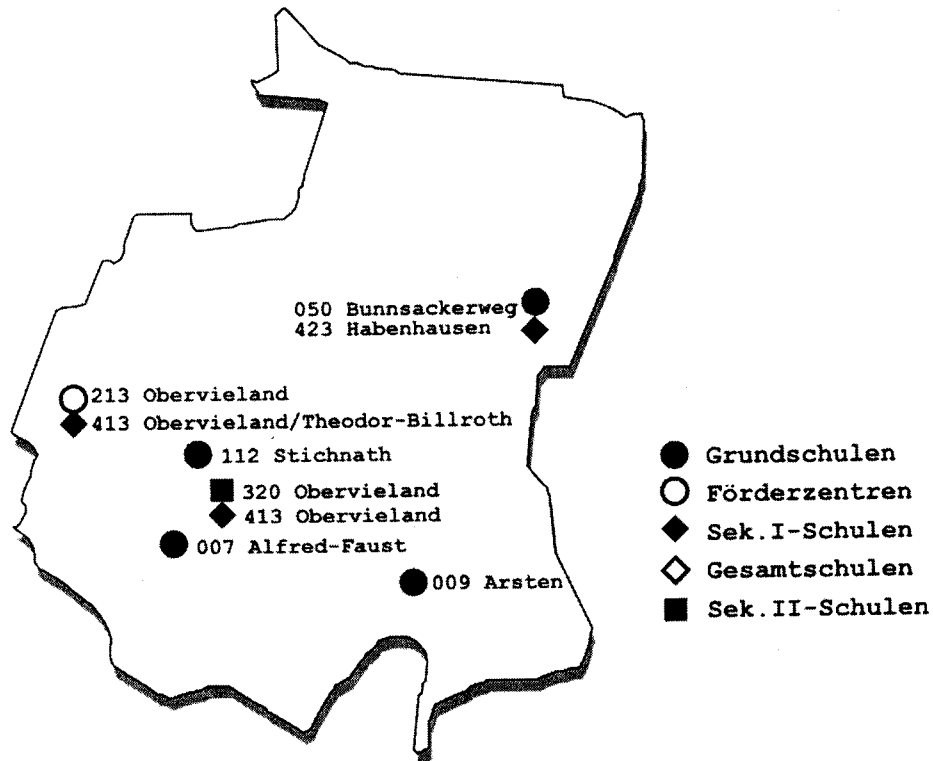 050 Bunnsackerweg
423 Habenhausen
213 Obervieland
413 Obervieland/Theodor-Billroth
112 Stichnath
320 Obervieland
413 Obervieland
007 Alfred-Faust
009 Arsten
Grundschulen
Förderzentren
Sek.I-Schulen
Gesamtschulen
Sek.II-Schulen